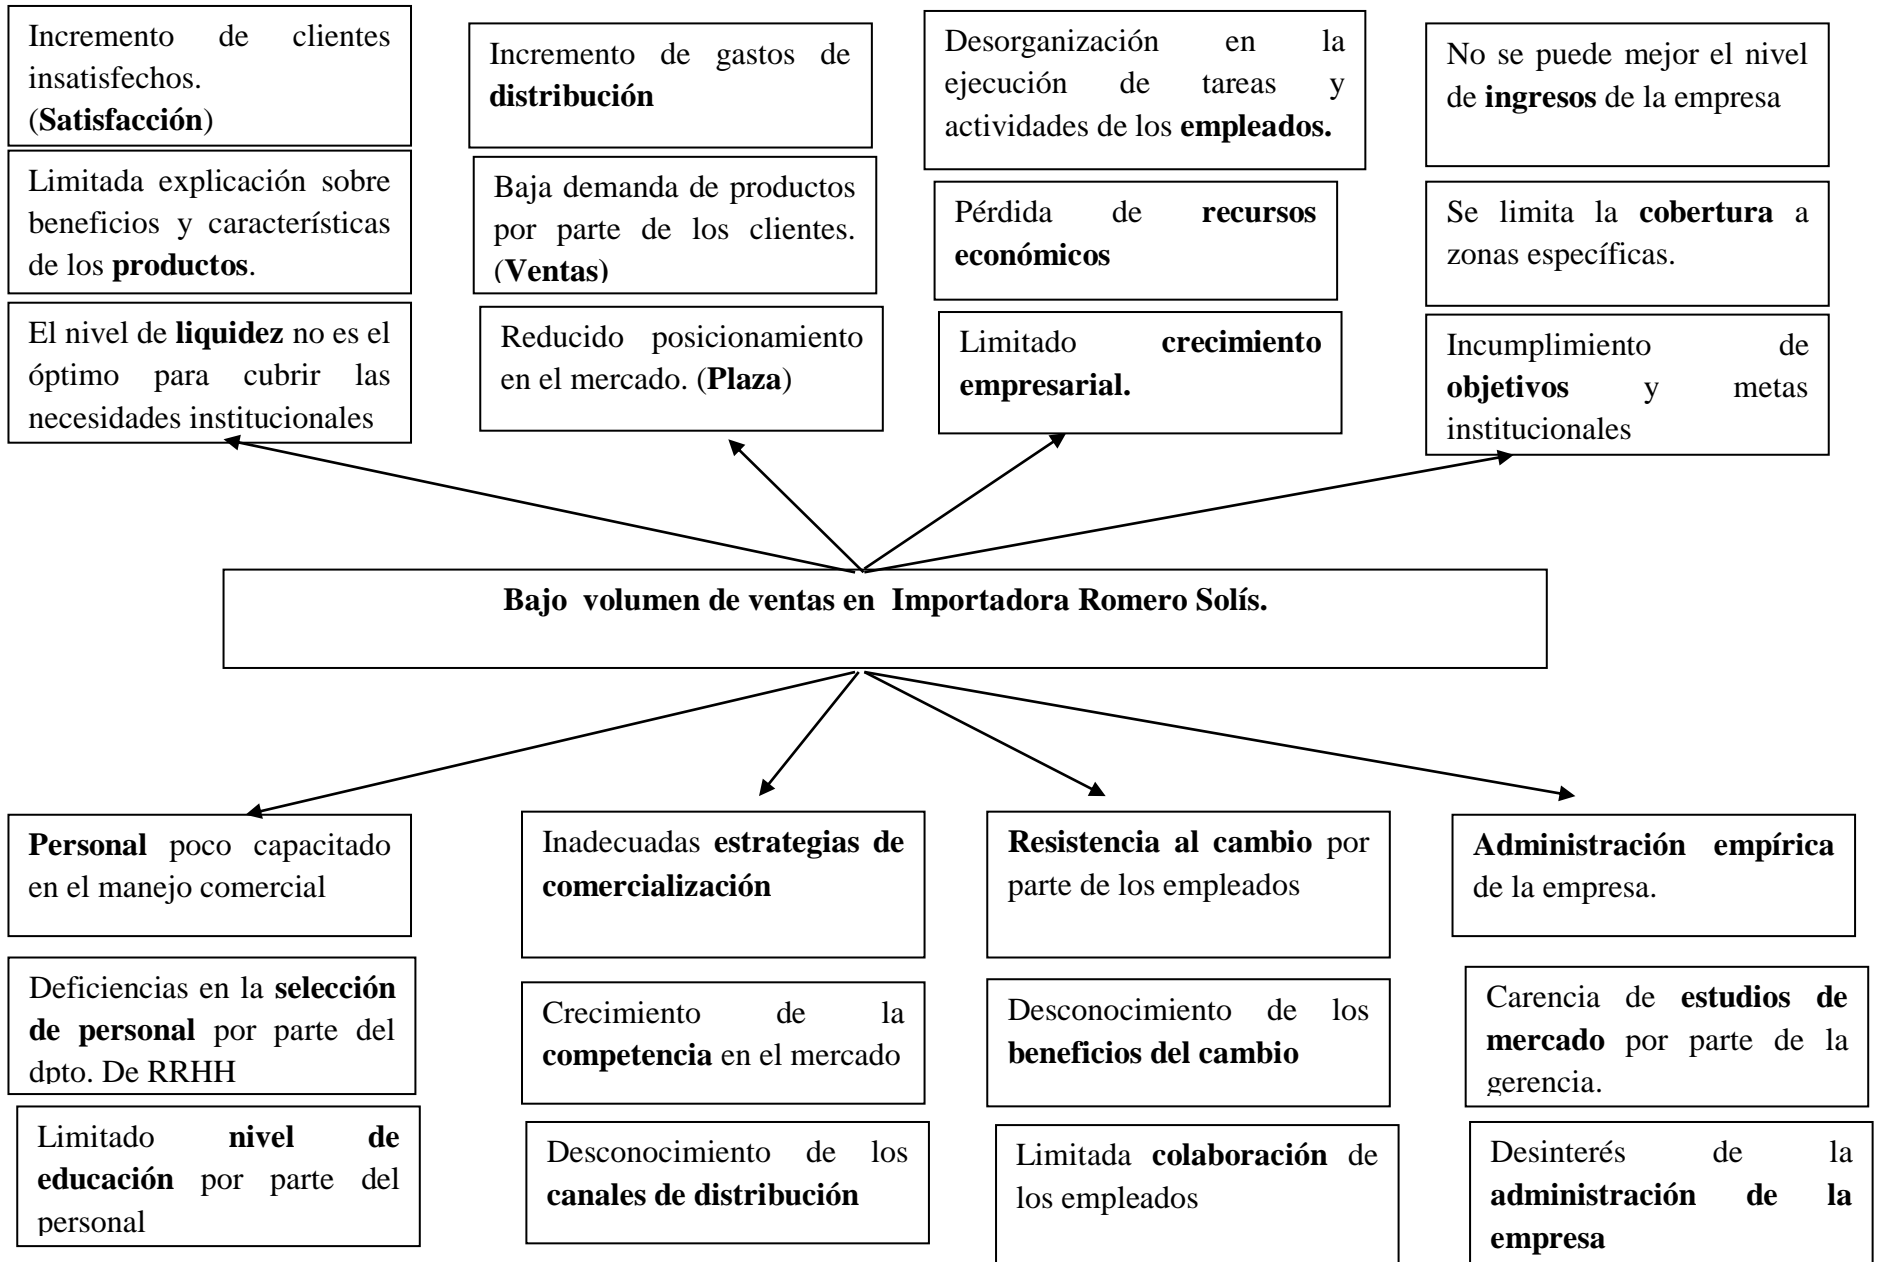 Incremento de clientes
insatisfechos.
(Satisfacción)
Incremento de gastos de
distribución
Desorganización en la
ejecución de tareas y
actividades de los empleados.
No se puede mejor el nivel
de ingresos de la empresa
Limitada explicación sobre
beneficios y características
de los productos.
Baja demanda de productos
por parte de los clientes.
(Ventas)
Pérdida de recursos
económicos
Se limita la cobertura a
zonas específicas.
El nivel de liquidez no es el
óptimo para cubrir las
necesidades institucionales
Reducido posicionamiento
en el mercado. (Plaza)
Limitado crecimiento
empresarial.
Incumplimiento de
objetivos y metas
institucionales
Bajo volumen de ventas en Importadora Romero Solís.
Personal poco capacitado
en el manejo comercial
Inadecuadas estrategias de
comercialización
Resistencia al cambio por
parte de los empleados
Administración empírica
de la empresa.
Deficiencias en la selección
de personal por parte del
dpto. De RRHH
Crecimiento de la
competencia en el mercado
Desconocimiento de los
beneficios del cambio
Carencia de estudios de
mercado por parte de la
gerencia.
Limitado nivel de
educación por parte del
personal
Desconocimiento de los
canales de distribución
Limitada colaboración de
los empleados
Desinterés de la
administración de la
empresa